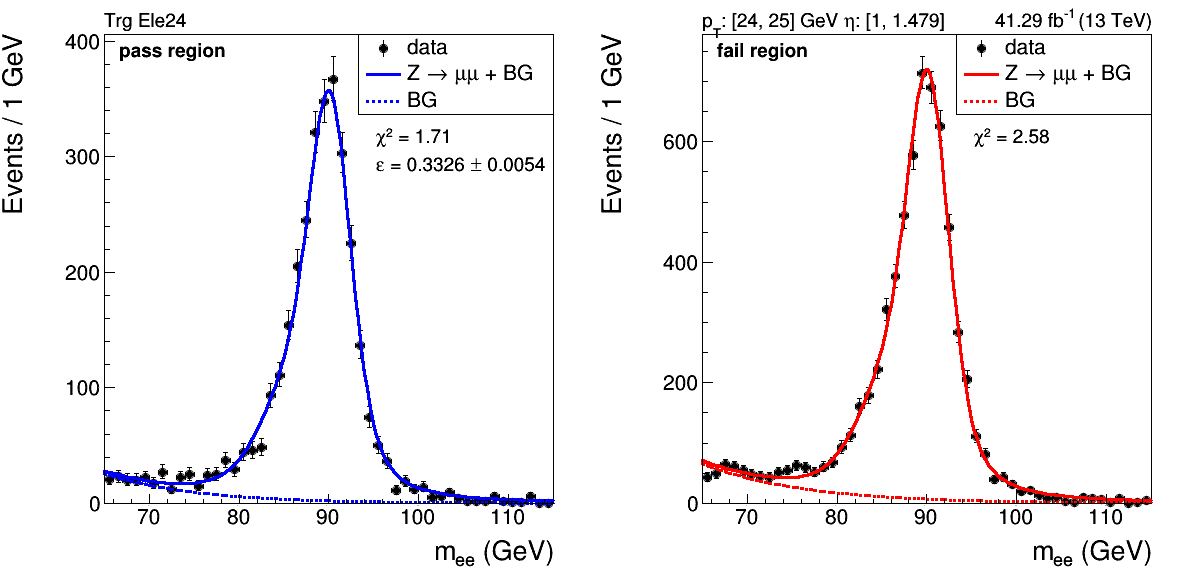 Trg Ele24
pass region
data
Z → μμ + BG
BG
χ² = 1.71
ε = 0.3326 ± 0.0054
Events / 1 GeV
400
300
200
100
0
70 80 90 100 110
m_ee (GeV)
p_T: [24, 25] GeV η: [1, 1.479] 41.29 fb⁻¹ (13 TeV)
fail region
data
Z → μμ + BG
BG
χ² = 2.58
Events / 1 GeV
600
400
200
0
70 80 90 100 110
m_ee (GeV)